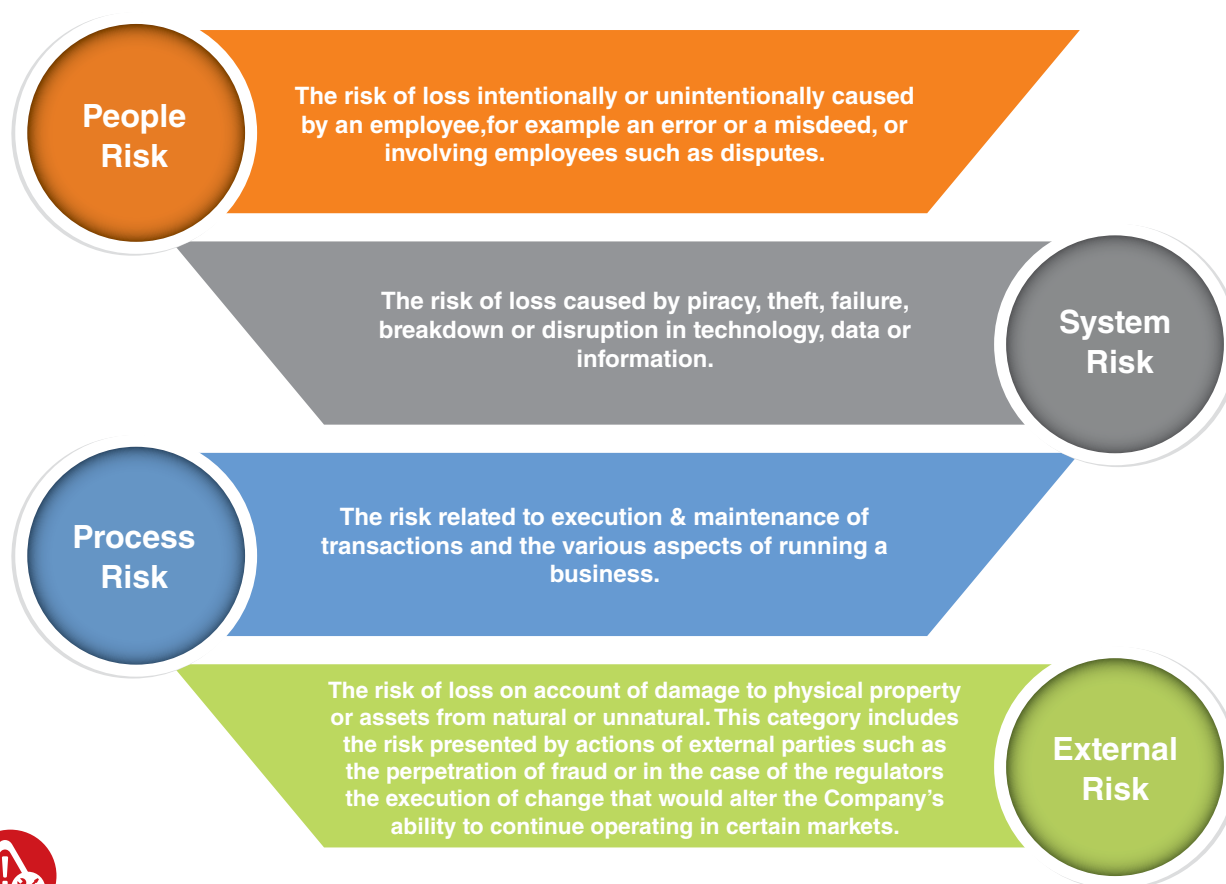 People
Risk
The risk of loss intentionally or unintentionally caused
by an employee,for example an error or a misdeed, or
involving employees such as disputes.
The risk of loss caused by piracy, theft, failure,
breakdown or disruption in technology, data or
information.
System
Risk
Process
Risk
The risk related to execution & maintenance of
transactions and the various aspects of running a
business.
The risk of loss on account of damage to physical property
or assets from natural or unnatural. This category includes
the risk presented by actions of external parties such as
the perpetration of fraud or in the case of the regulators
the execution of change that would alter the Company’s
ability to continue operating in certain markets.
External
Risk